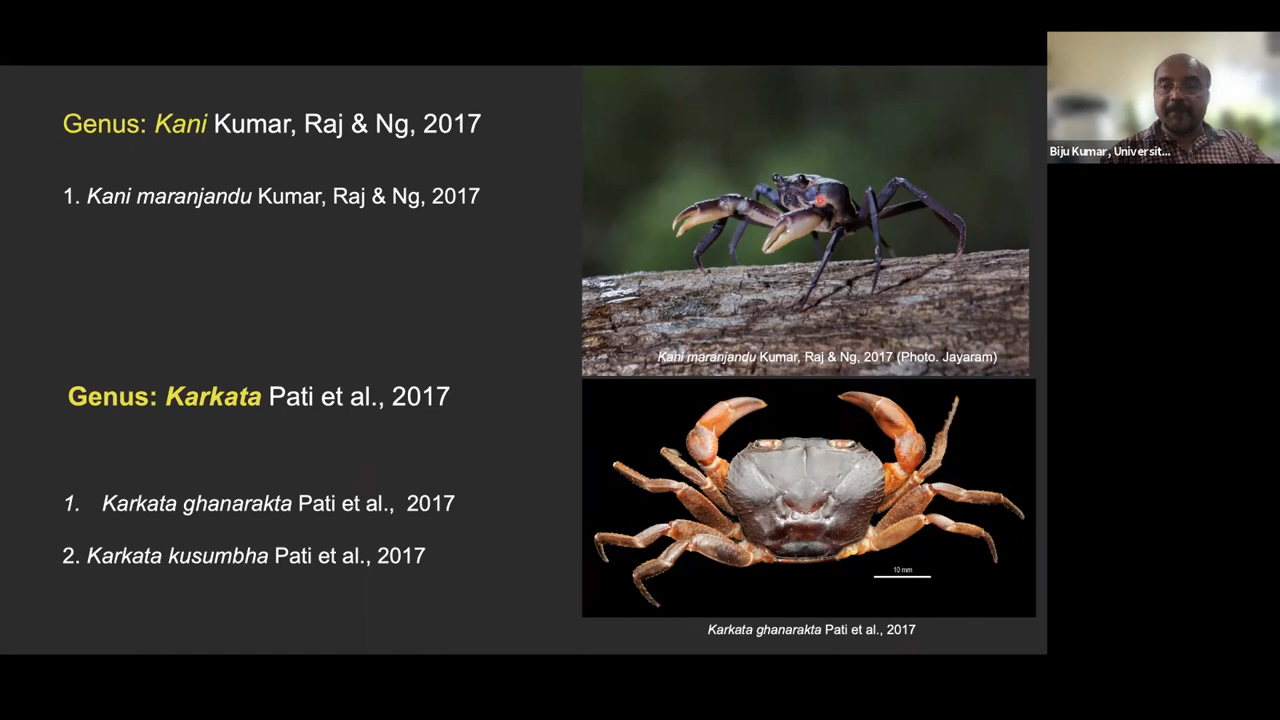 Genus: Kani Kumar, Raj & Ng, 2017
1. Kani maranjandu Kumar, Raj & Ng, 2017
Kani maranjandu Kumar, Raj & Ng, 2017 (Photo. Jayaram)
Genus: Karkata Pati et al., 2017
1. Karkata ghanarakta Pati et al., 2017
2. Karkata kusumbha Pati et al., 2017
10 mm
Karkata ghanarakta Pati et al., 2017
Biju Kumar, Universit...